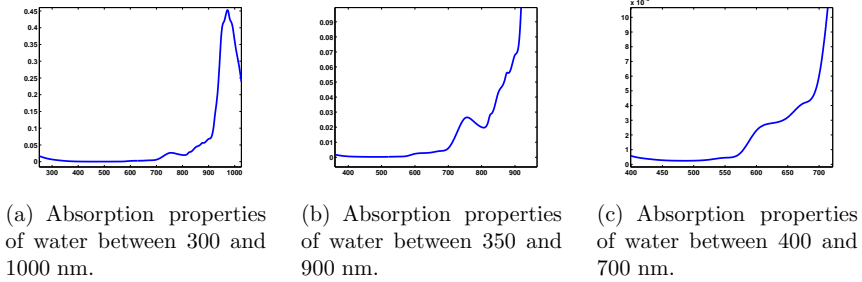 0.45
0.4
0.35
0.3
0.25
0.2
0.15
0.1
0.05
0
300 400 500 600 700 800 900 1000
0.09
0.08
0.07
0.06
0.05
0.04
0.03
0.02
0.01
0
400 500 600 700 800 900
10
9
8
7
6
5
4
3
2
1
0
400 450 500 550 600 650 700
(a) Absorption properties
of water between 300 and
1000 nm.
(b) Absorption properties
of water between 350 and
900 nm.
(c) Absorption properties
of water between 400 and
700 nm.